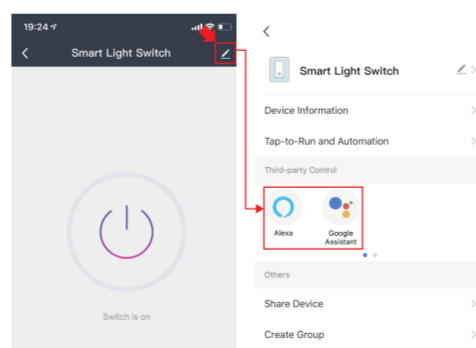 19:24
Smart Light Switch
Switch is on
Smart Light Switch
Device Information
Tap-to-Run and Automation
Third-party Control
Alexa
Google
Assistant
Others
Share Device
Create Group